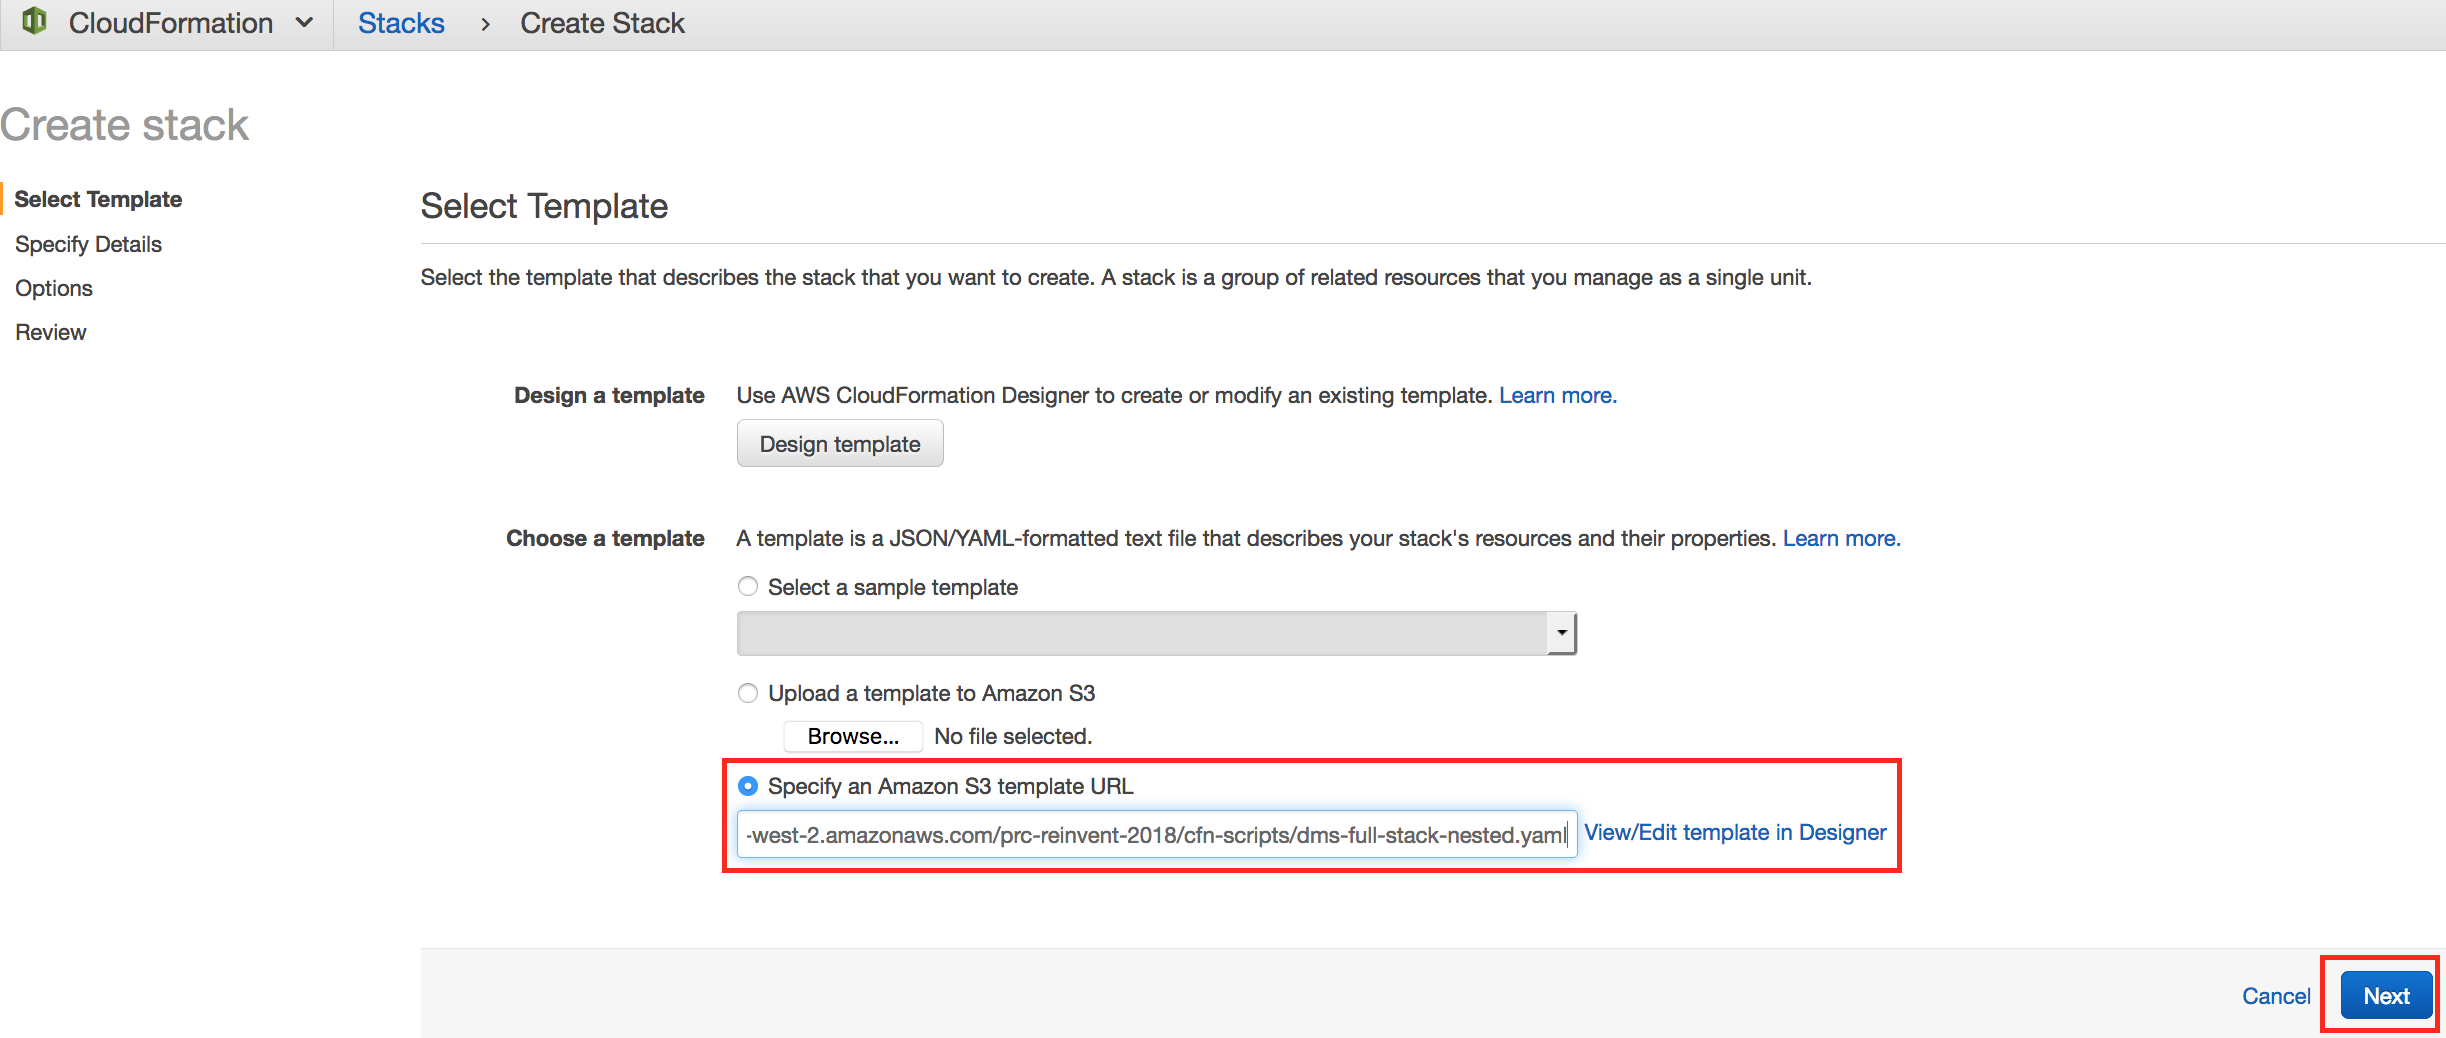 CloudFormation
Stacks > Create Stack
Create stack
Select Template
Specify Details
Options
Review
Select Template
Select the template that describes the stack that you want to create. A stack is a group of related resources that you manage as a single unit.
Design a template
Use AWS CloudFormation Designer to create or modify an existing template. Learn more.
Design template
Choose a template
A template is a JSON/YAML-formatted text file that describes your stack's resources and their properties. Learn more.
Select a sample template
Upload a template to Amazon S3
Browse... No file selected.
Specify an Amazon S3 template URL
-west-2.amazonaws.com/prc-reinvent-2018/cfn-scripts/dms-full-stack-nested.yaml
View/Edit template in Designer
Cancel
Next